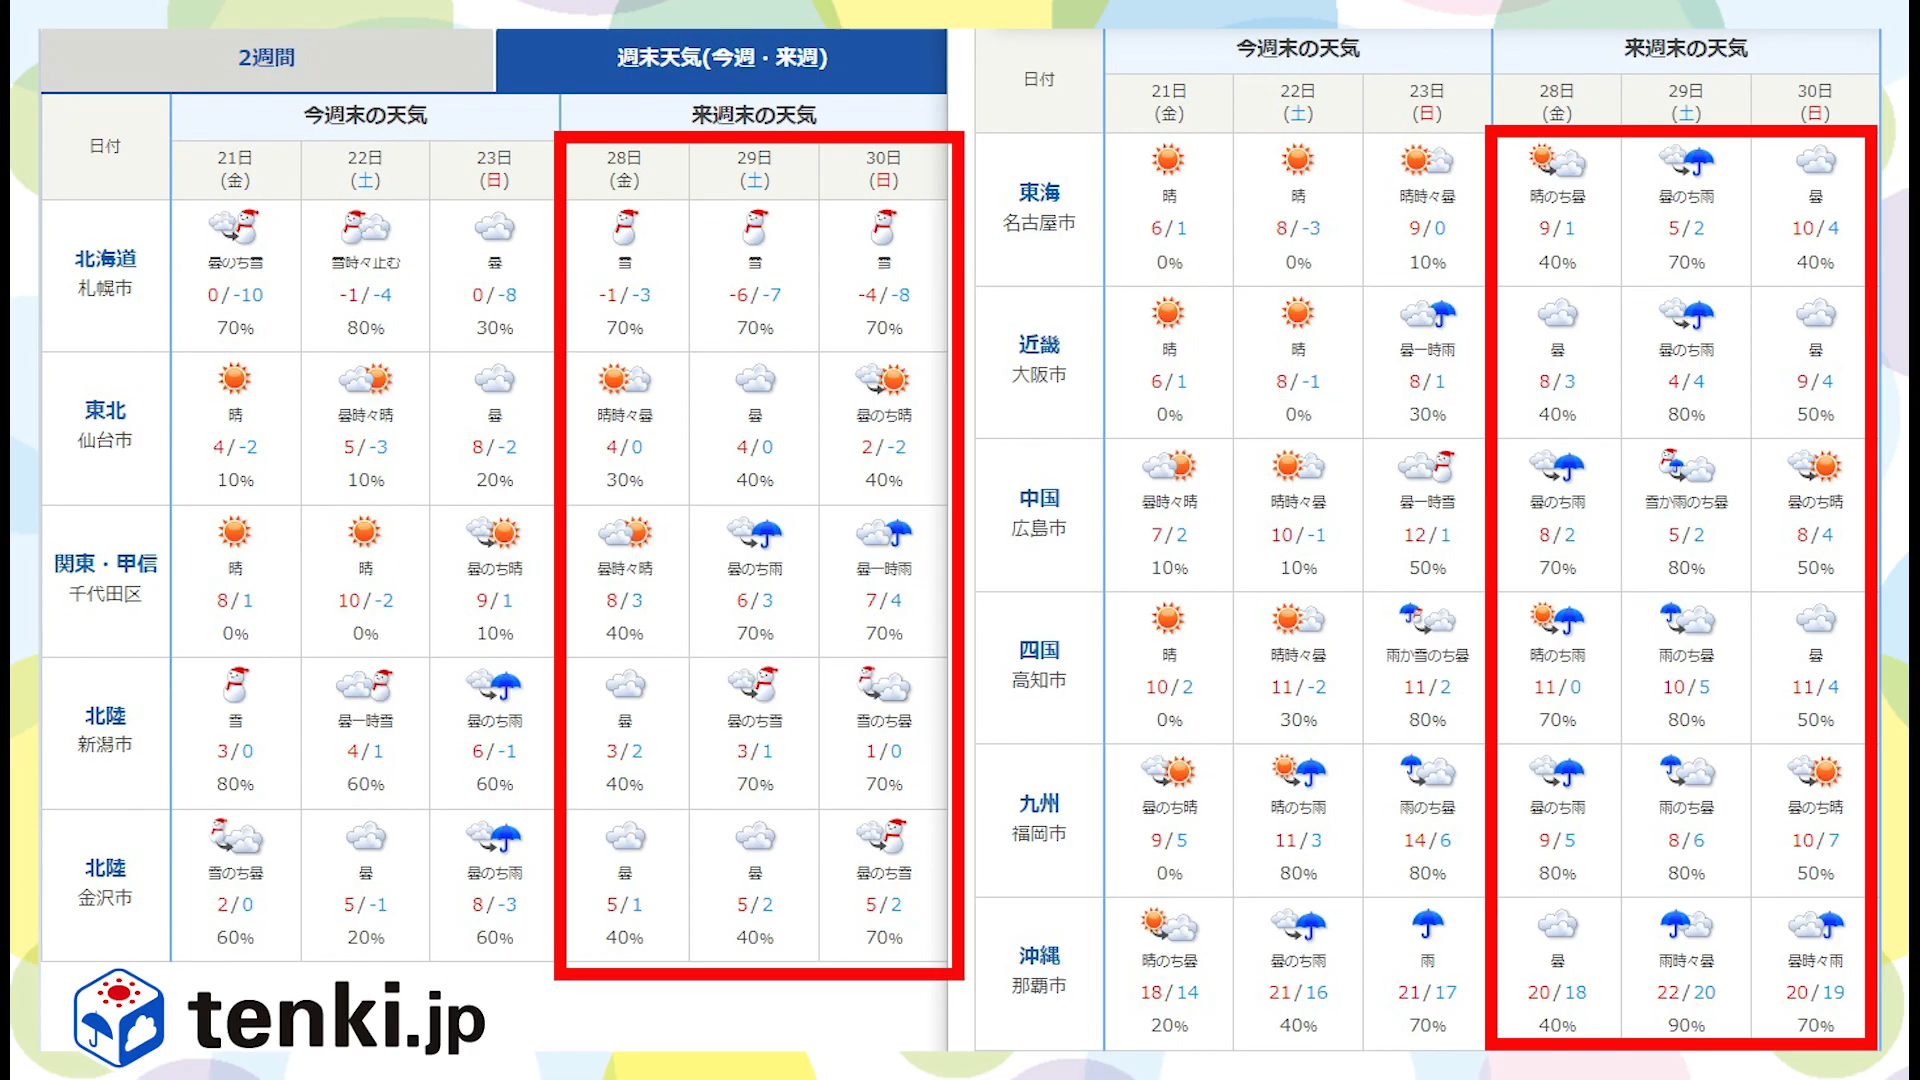 2週間 週末天気(今週・来週)
日付 今週末の天気 来週末の天気
21日 22日 23日 28日 29日 30日
(金) (土) (日) (金) (土) (日)
北海道
札幌市
曇のち雪 雪時々止む 曇 雪 雪 雪
0/-10 -1/-4 0/-8 -1/-3 -6/-7 -4/-8
70% 80% 30% 70% 70% 70%
東北
仙台市
晴 曇時々晴 曇 晴時々曇 曇 曇のち晴
4/-2 5/-3 8/-2 4/0 4/0 2/-2
10% 10% 20% 30% 40% 40%
関東・甲信
千代田区
晴 晴 曇のち晴 曇時々晴 曇のち雨 曇一時雨
8/1 10/-2 9/1 8/3 6/3 7/4
0% 0% 10% 40% 70% 70%
北陸
新潟市
雪 曇一時雪 曇のち雨 曇 曇のち雪 雪のち曇
3/0 4/1 6/-1 3/2 3/1 1/0
80% 60% 60% 40% 70% 70%
北陸
金沢市
雪のち曇 曇 曇のち雨 曇 曇 曇のち雪
2/0 5/-1 8/-3 5/1 5/2 5/2
60% 20% 60% 40% 40% 70%
tenki.jp
日付 今週末の天気 来週末の天気
21日 22日 23日 28日 29日 30日
(金) (土) (日) (金) (土) (日)
東海
名古屋市
晴 晴 晴時々曇 晴のち曇 曇のち雨 曇
6/1 8/-3 9/0 9/1 5/2 10/4
0% 0% 10% 40% 70% 40%
近畿
大阪市
晴 晴 曇一時雨 曇 曇のち雨 曇
6/1 8/-1 8/1 8/3 4/4 9/4
0% 0% 30% 40% 80% 50%
中国
広島市
曇時々晴 晴時々曇 曇一時雪 曇のち雨 雪か雨のち曇 曇のち晴
7/2 10/-1 12/1 8/2 5/2 8/4
10% 10% 50% 70% 80% 50%
四国
高知市
晴 晴時々曇 雨か雪のち曇 晴のち雨 雨のち曇 曇
10/2 11/-2 11/2 11/0 10/5 11/4
0% 30% 80% 70% 80% 50%
九州
福岡市
曇のち晴 晴のち雨 雨のち曇 曇のち雨 雨のち曇 曇のち晴
9/5 11/3 14/6 9/5 8/6 10/7
0% 80% 80% 80% 80% 50%
沖縄
那覇市
晴のち曇 曇のち雨 雨 曇 雨時々曇 曇時々雨
18/14 21/16 21/17 20/18 22/20 20/19
20% 40% 70% 40% 90% 70%